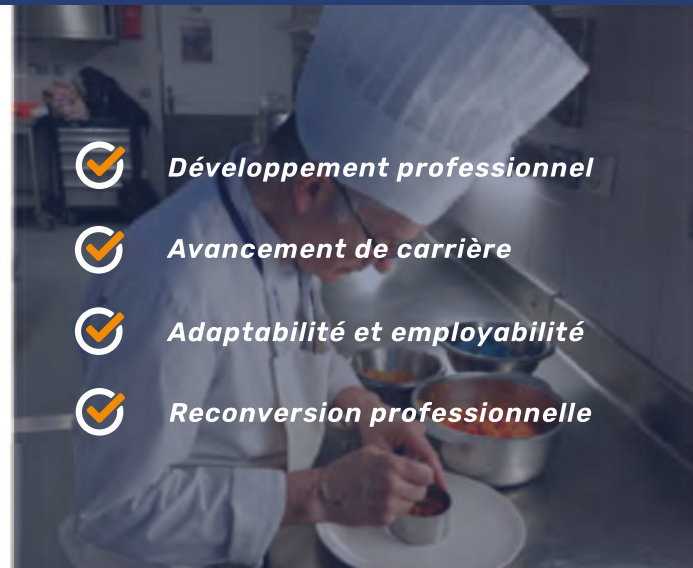 Développement professionnel
Avancement de carrière
Adaptabilité et employabilité
Reconversion professionnelle